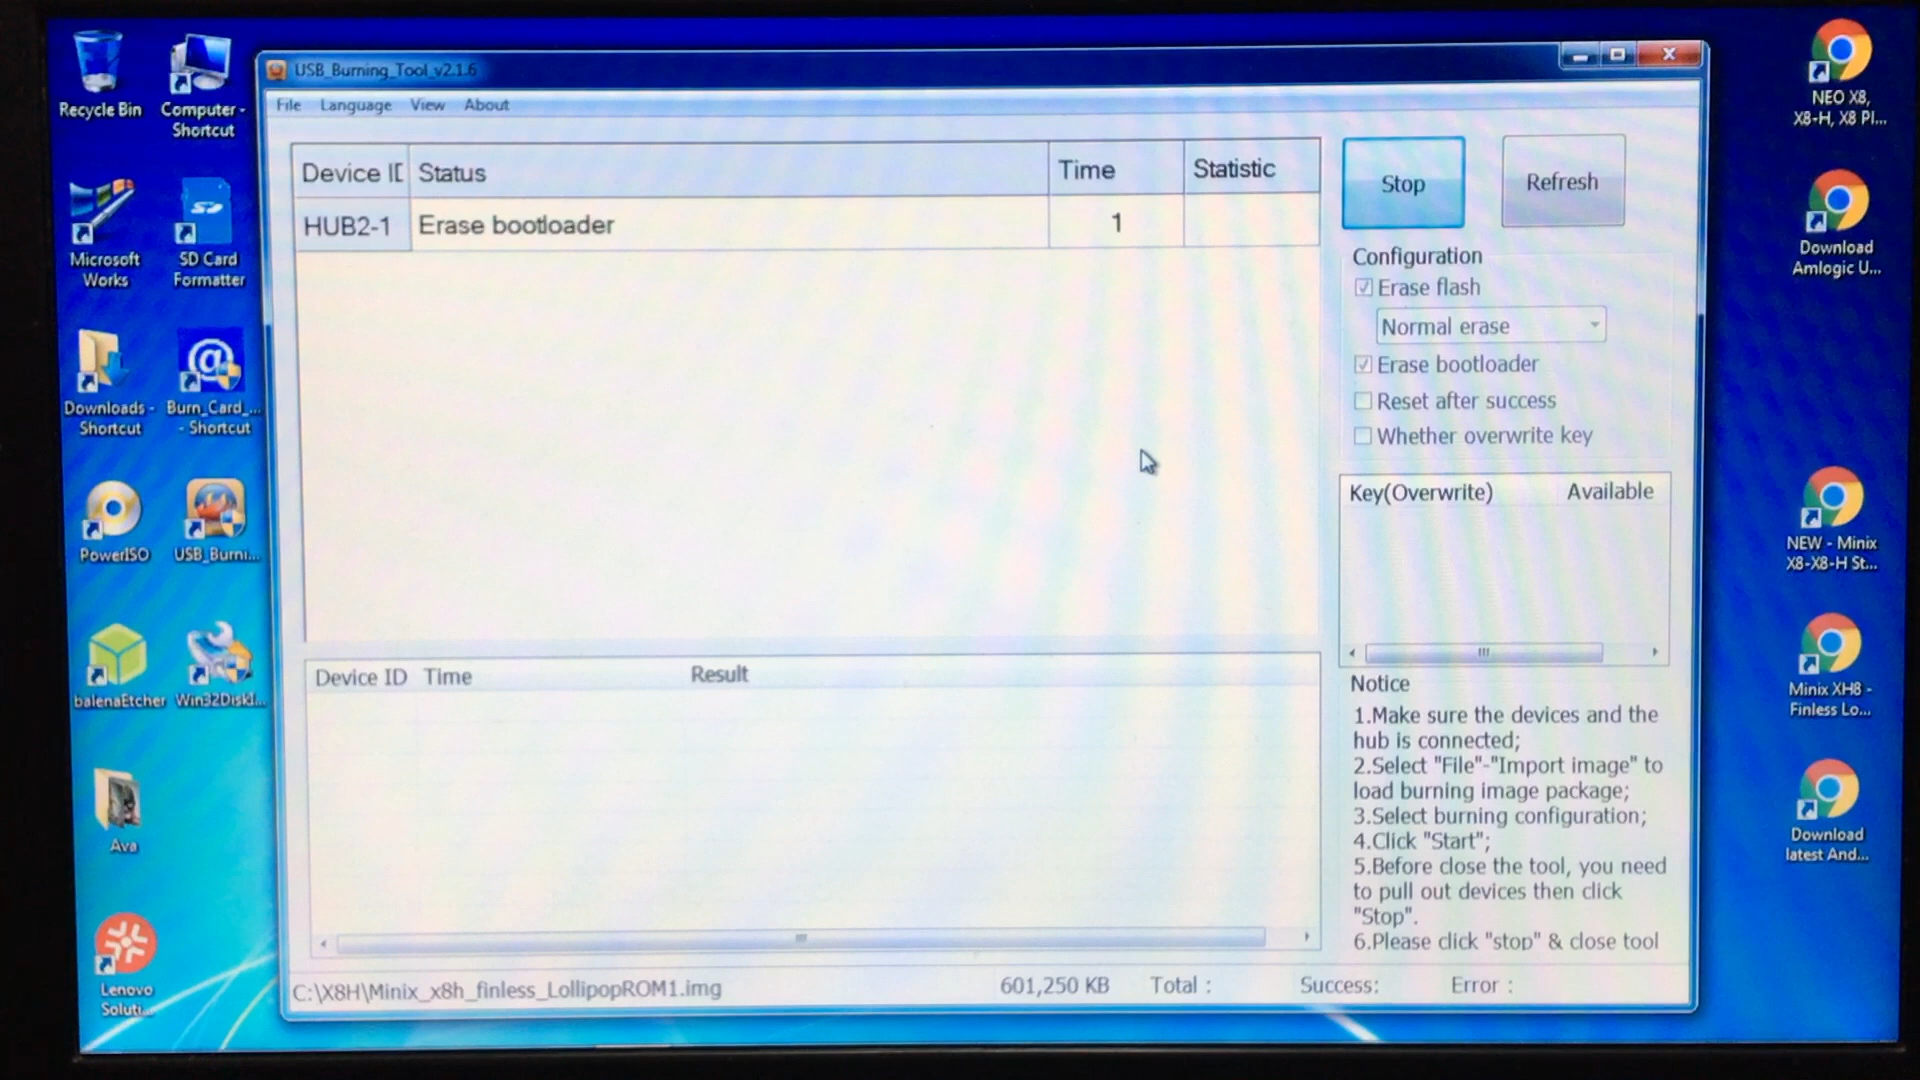 USB_Burning_Tool_v2.1.6
File Language View About
Device ID Status Time Statistic
HUB2-1 Erase bootloader 1
Stop
Refresh
Configuration
Erase flash
Normal erase
Erase bootloader
Reset after success
Whether overwrite key
Key(Overwrite) Available
Device ID Time Result
Notice
1.Make sure the devices and the
hub is connected;
2.Select "File"-"Import image" to
load burning image package;
3.Select burning configuration;
4.Click "Start";
5.Before close the tool, you need
to pull out devices then click
"Stop".
6.Please click "stop" & close tool
C:\X8H\Minix_x8h_finless_LollipopROM1.img 601,250 KB Total : Success: Error :
Recycle Bin
Computer -
Shortcut
Microsoft
Works
SD Card
Formatter
Downloads -
Shortcut
Burn_Card_...
- Shortcut
PowerISO
USB_Burni...
balenaEtcher
Win32DiskI...
Ava
Lenovo
Soluti...
NEO X8,
X8-H, X8 Pl...
Download
Amlogic U...
NEW - Minix
X8-X8-H St...
Minix XH8 -
Finless Lo...
Download
latest And...